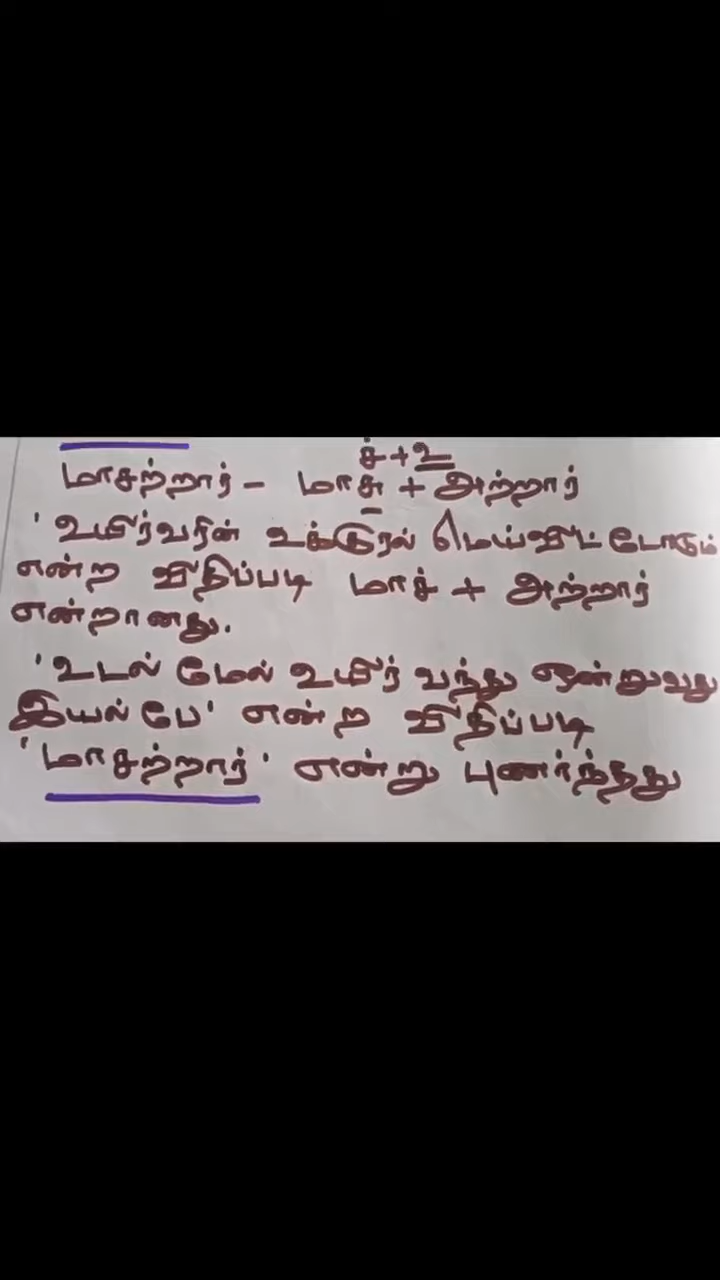 ச் + உ
மாசற்றார் - மாசு + அற்றார்
'உயிர்வரின் உக்குரல் மெய்விட்டோடும்
என்ற விதிப்படி மாச் + அற்றார்
என்றானது.
'உடல் மேல் உயிர் வந்து ஒன்றுவது
இயல்பே' என்ற விதிப்படி
'மாசற்றார்' என்று புணர்ந்தது